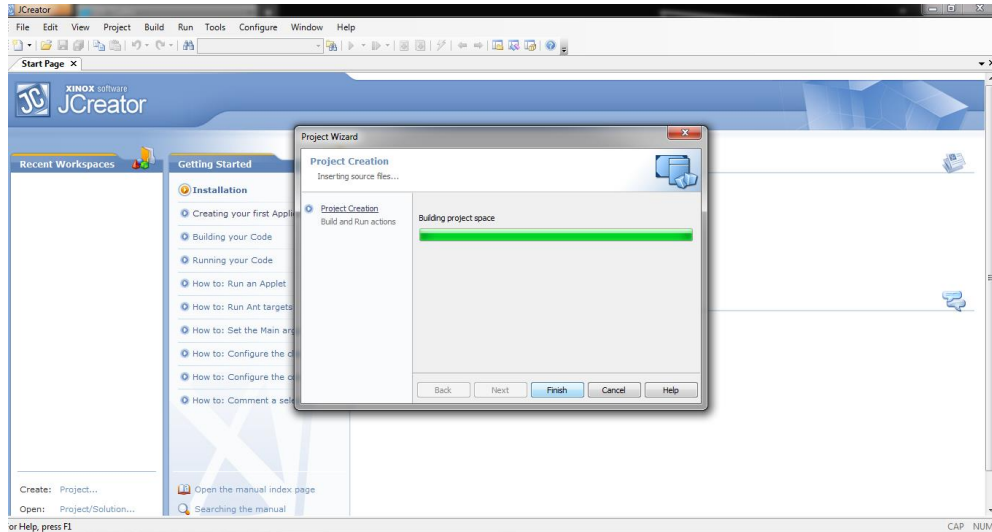 JCreator
File Edit View Project Build Run Tools Configure Window Help
Start Page
XINOX software
JCreator
Recent Workspaces
Getting Started
Installation
Creating your first Appli
Building your Code
Running your Code
How to: Run an Applet
How to: Run Ant targets
How to: Set the Main
How to: Configure the
How to: Configure the
How to: Comment a sele
Create: Project...
Open: Project/Solution...
Open the manual index page
Searching the manual
Project Wizard
Project Creation
Inserting source files...
Project Creation
Build and Run actions
Building project space
Back Next Finish Cancel Help
or Help, press F1
CAP NUM